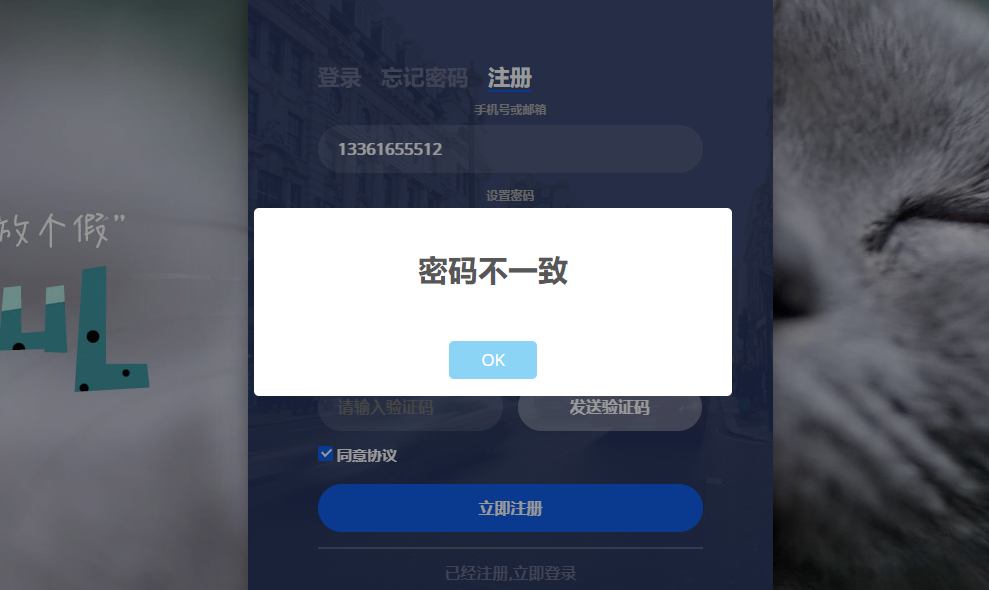 登录 忘记密码 注册
手机号或邮箱
13361655512
设置密码
放个假”
密码不一致
OK
请输入验证码 发送验证码
同意协议
立即注册
已经注册,立即登录